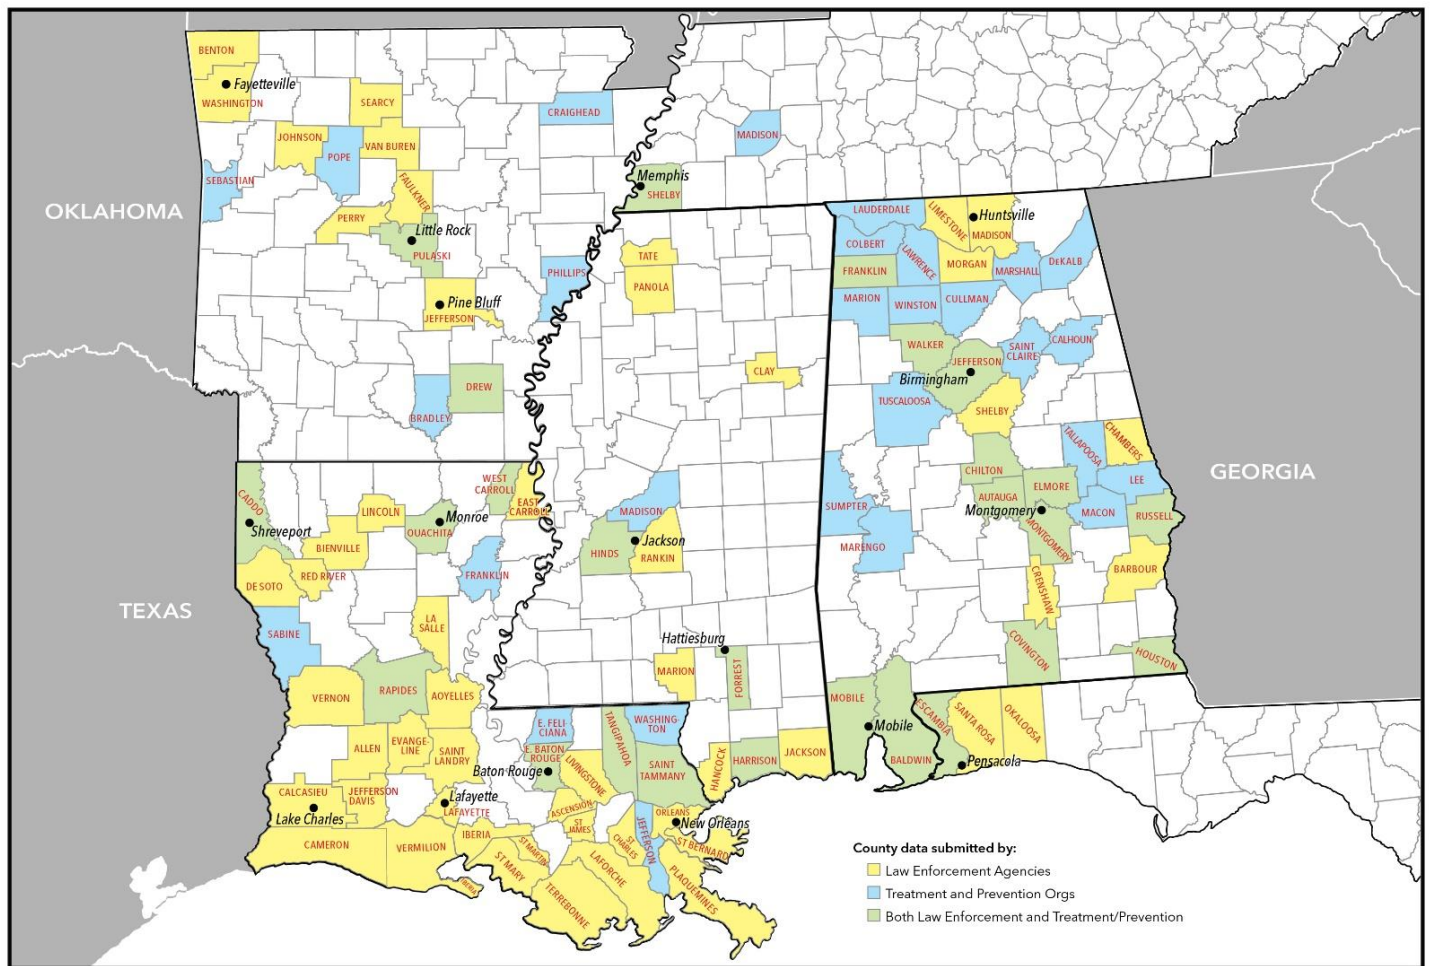 BENTON
Fayetteville
WASHINGTON
SEARCY
CRAIGHEAD
JOHNSON
POPE
VAN BUREN
SEBASTIAN
FAULKNER
PERRY
Little Rock
PULASKI
PHILLIPS
Pine Bluff
JEFFERSON
DREW
BRADLEY
OKLAHOMA
TEXAS
GEORGIA
MADISON
Memphis
SHELBY
TATE
PANOLA
CLAY
MADISON
HINDS
Jackson
RANKIN
Hattiesburg
MARION
FORREST
HANCOCK
HARRISON
JACKSON
LAUDERDALE
LIMESTONE
Huntsville
MADISON
COLBERT
LAWRENCE
FRANKLIN
MORGAN
MARSHALL
DeKALB
MARION
WINSTON
CULLMAN
WALKER
JEFFERSON
SAINT
CLAIRE
CALHOUN
Birmingham
TUSCALOOSA
SHELBY
TALLAPOOSA
CHAMBERS
CHILTON
ELMORE
LEE
AUTAUGA
SUMPTER
Montgomery
MACON
RUSSELL
MONTGOMERY
MARENGO
BARBOUR
CRENSHAW
COVINGTON
HOUSTON
MOBILE
Mobile
BALDWIN
ESCAMBIA
SANTA ROSA
OKALOOSA
Pensacola
CADDO
Shreveport
LINCOLN
Monroe
OUACHITA
WEST
CARROLL
EAST
CARROLL
BIENVILLE
DE SOTO
RED RIVER
FRANKLIN
SABINE
LA
SALLE
VERNON
RAPIDES
AOYELLES
ALLEN
EVANGE-
LINE
SAINT
LANDRY
E. FELI-
CIANA
TANGIPAHOA
WASHING-
TON
E. BATON
ROUGE
Baton Rouge
LIVINGSTONE
SAINT
TAMMANY
CALCASIEU
Lake Charles
JEFFERSON
DAVIS
Lafayette
LAFAYETTE
ASCENSION
ST
JAMES
ORLEANS
New Orleans
CAMERON
VERMILION
IBERIA
ST MARTIN
ST
CHARLES
JEFFERSON
ST BERNARD
IBERIA
ST MARY
LAFORCHE
TERREBONNE
PLAQUEMINES
County data submitted by:
Law Enforcement Agencies
Treatment and Prevention Orgs
Both Law Enforcement and Treatment/Prevention